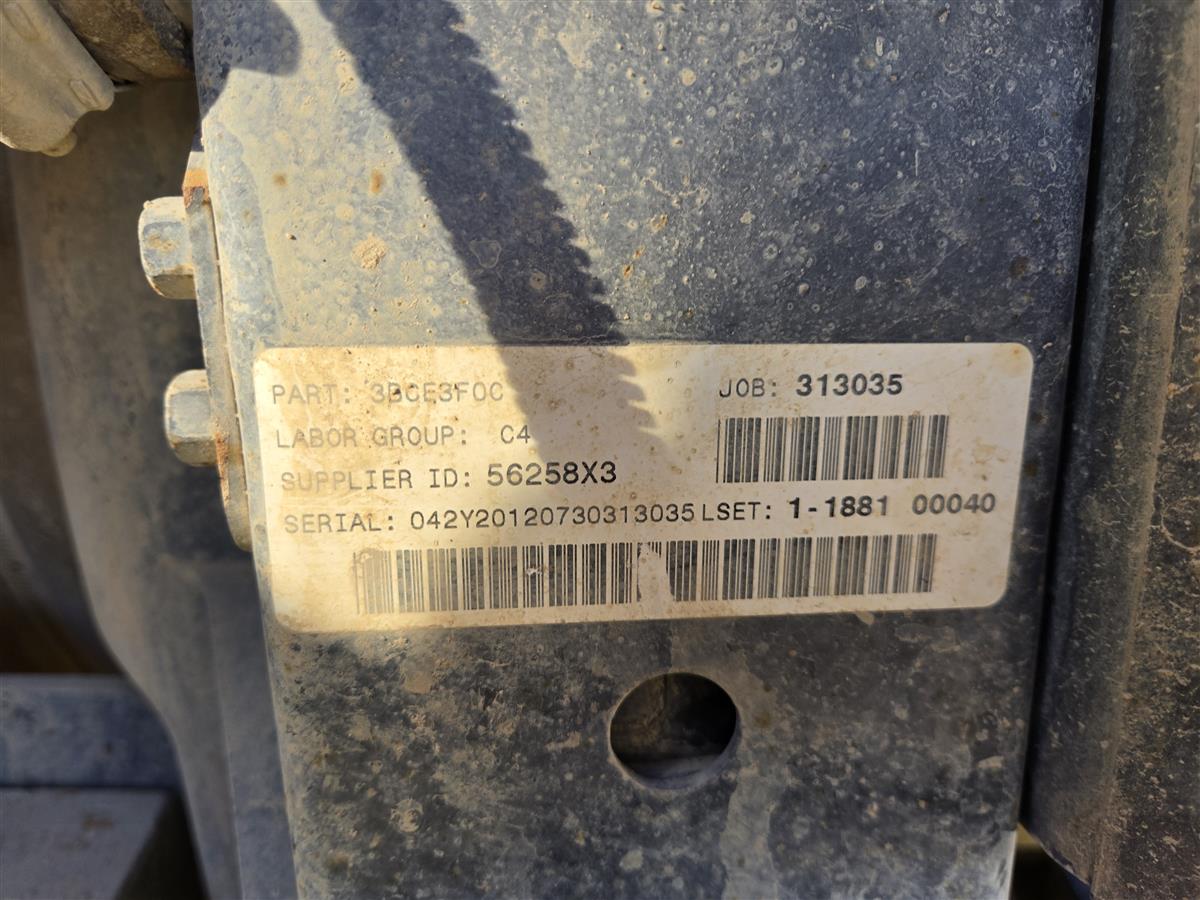 PART: 3BCE3F0C JOB: 313035
LABOR GROUP: C4
SUPPLIER ID: 56258X3
SERIAL: 042Y20120730313035 LSET: 1-1881 00040